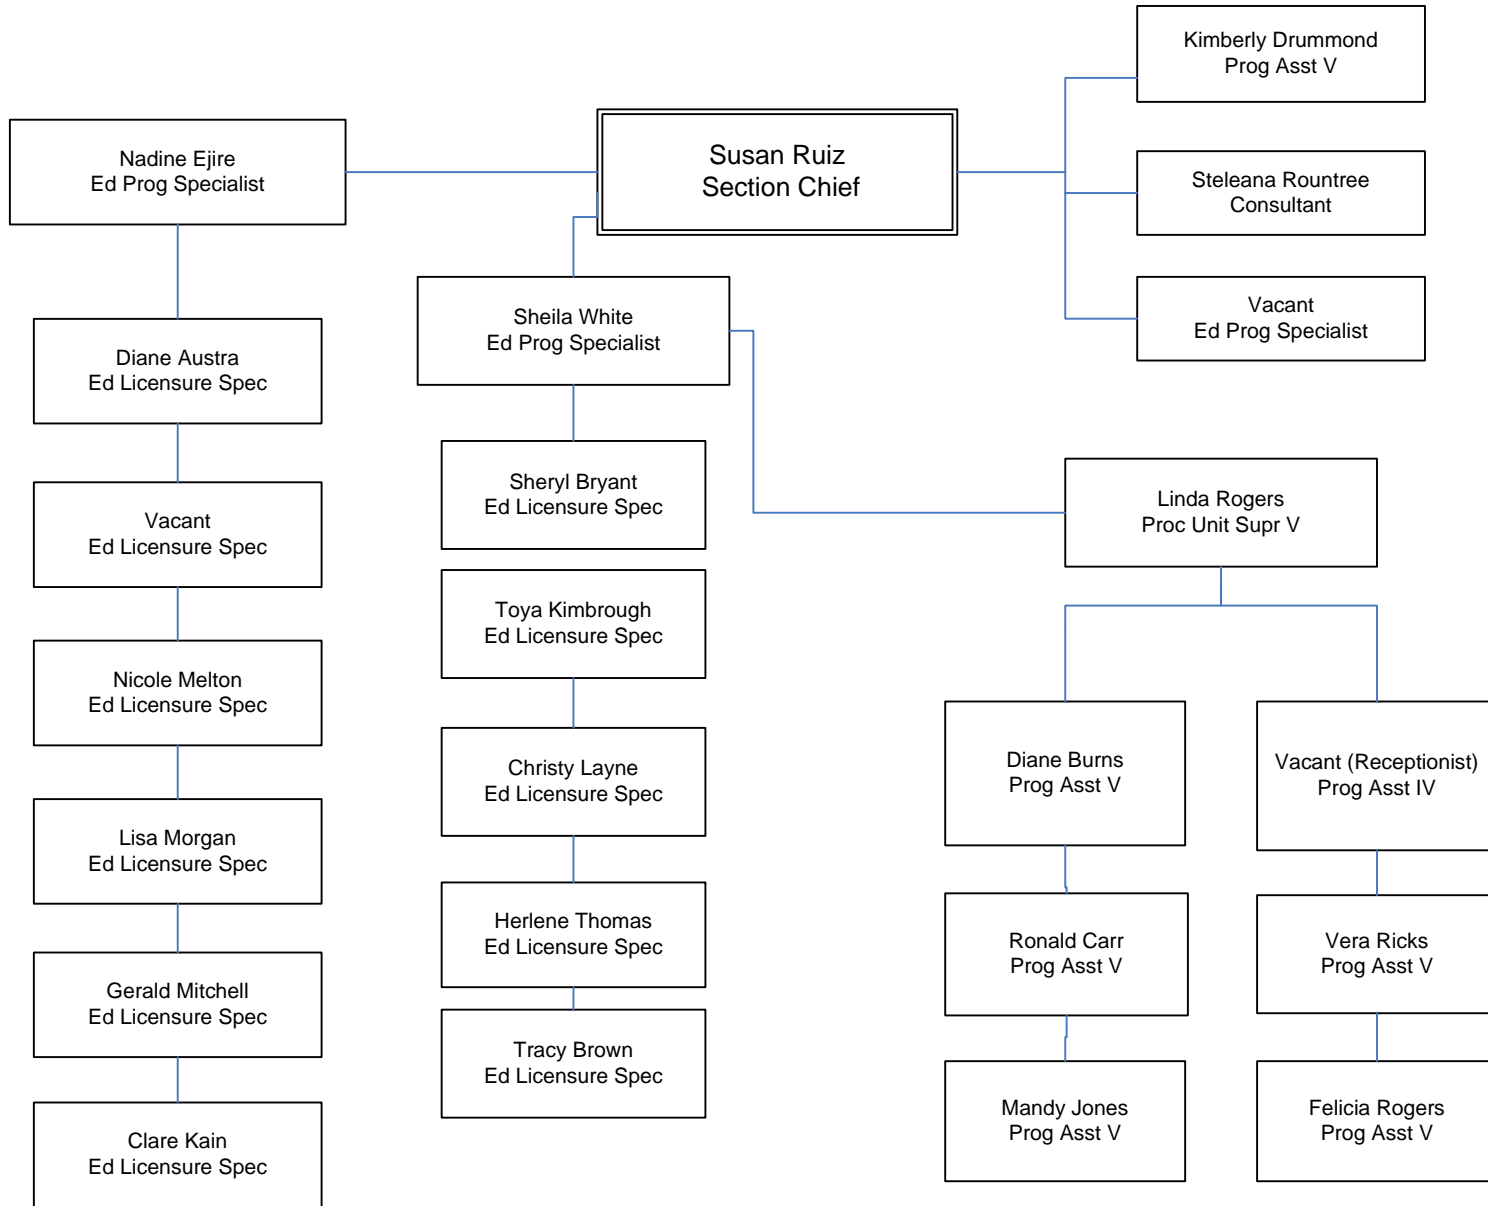 Kimberly Drummond
Prog Asst V
Nadine Ejire
Ed Prog Specialist
Susan Ruiz
Section Chief
Steleana Rountree
Consultant
Vacant
Ed Prog Specialist
Sheila White
Ed Prog Specialist
Diane Austra
Ed Licensure Spec
Vacant
Ed Licensure Spec
Nicole Melton
Ed Licensure Spec
Lisa Morgan
Ed Licensure Spec
Gerald Mitchell
Ed Licensure Spec
Clare Kain
Ed Licensure Spec
Sheryl Bryant
Ed Licensure Spec
Toya Kimbrough
Ed Licensure Spec
Christy Layne
Ed Licensure Spec
Herlene Thomas
Ed Licensure Spec
Tracy Brown
Ed Licensure Spec
Linda Rogers
Proc Unit Supr V
Diane Burns
Prog Asst V
Ronald Carr
Prog Asst V
Mandy Jones
Prog Asst V
Vacant (Receptionist)
Prog Asst IV
Vera Ricks
Prog Asst V
Felicia Rogers
Prog Asst V